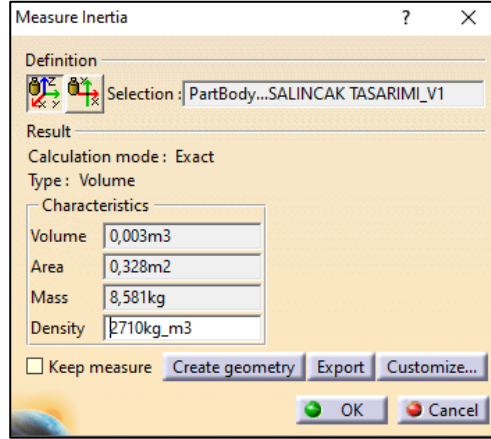 Measure Inertia ? X
Definition
Selection : PartBody...SALINCAK TASARIMI_V1
Result
Calculation mode : Exact
Type : Volume
Characteristics
Volume 0,003m3
Area 0,328m2
Mass 8,581kg
Density 2710kg_m3
Keep measure Create geometry Export Customize...
OK Cancel